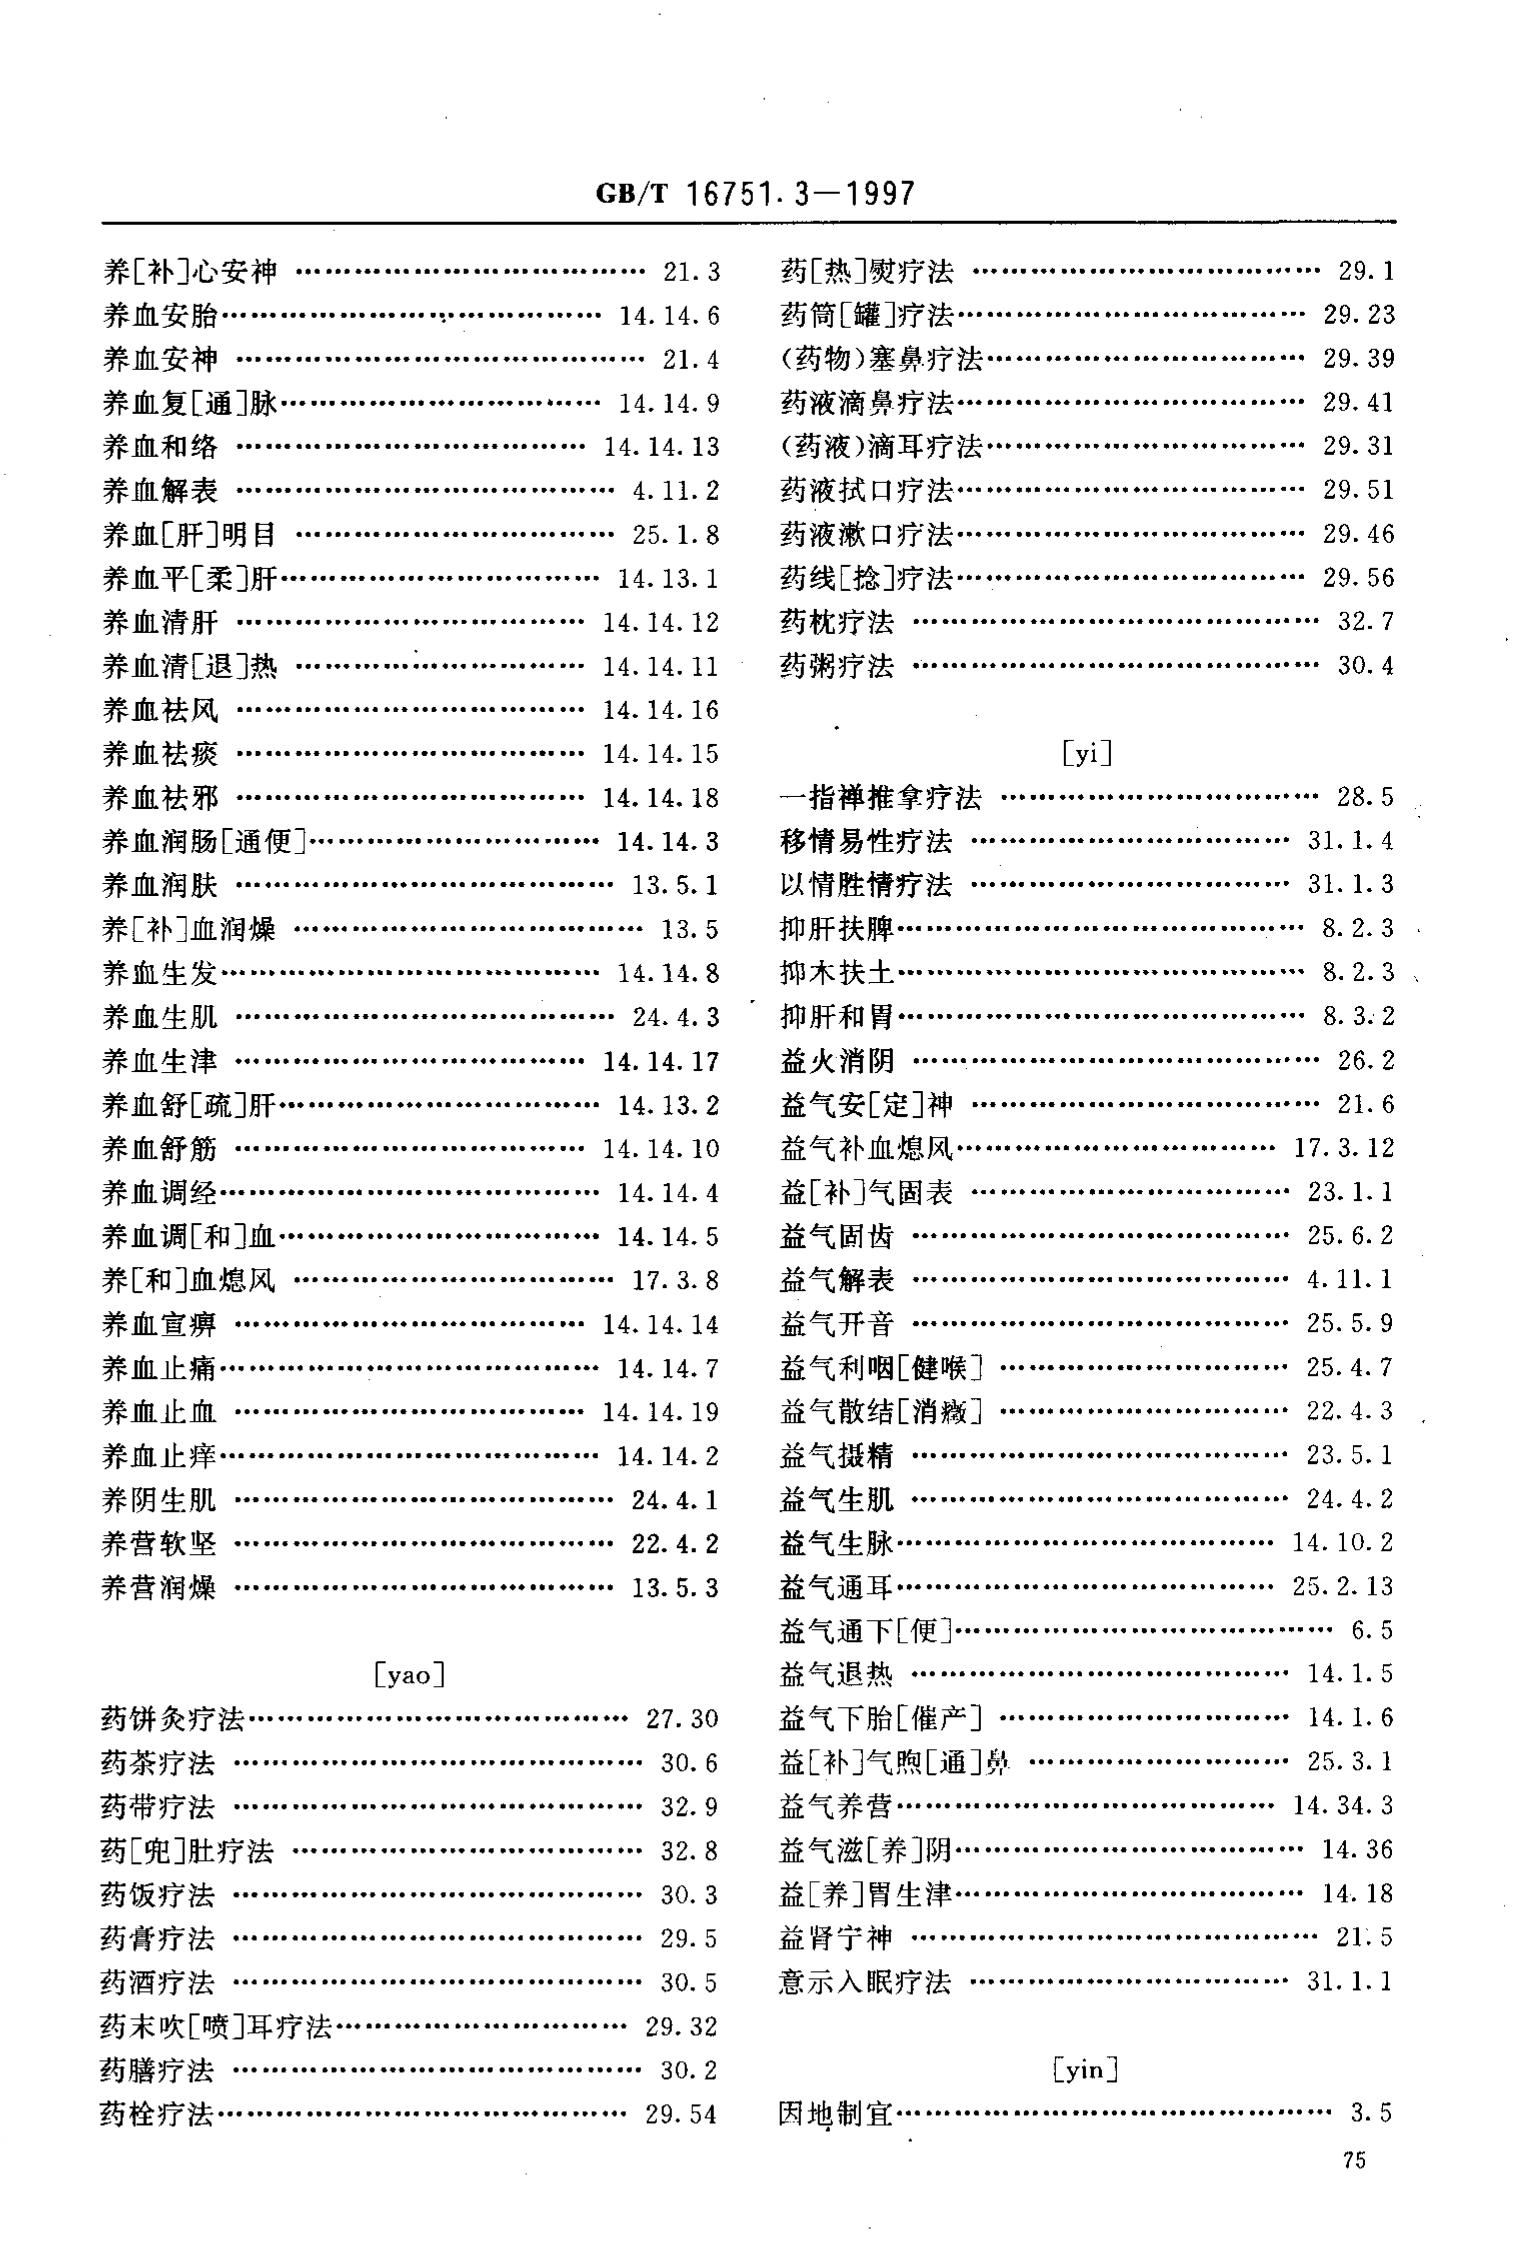 GB/T 16751.3—1997
养[补]心安神 …………………………… 21.3
养血安胎…………………………… 14.14.6
养血安神 …………………………… 21.4
养血复[通]脉…………………………… 14.14.9
养血和络 …………………………… 14.14.13
养血解表 …………………………… 4.11.2
养血[肝]明目 …………………………… 25.1.8
养血平[柔]肝…………………………… 14.13.1
养血清肝 …………………………… 14.14.12
养血清[退]热 …………………………… 14.14.11
养血祛风 …………………………… 14.14.16
养血祛痰 …………………………… 14.14.15
养血祛邪 …………………………… 14.14.18
养血润肠[通便]…………………………… 14.14.3
养血润肤 …………………………… 13.5.1
养[补]血润燥 …………………………… 13.5
养血生发…………………………… 14.14.8
养血生肌 …………………………… 24.4.3
养血生津 …………………………… 14.14.17
养血舒[疏]肝…………………………… 14.13.2
养血舒筋 …………………………… 14.14.10
养血调经…………………………… 14.14.4
养血调[和]血…………………………… 14.14.5
养[和]血熄风 …………………………… 17.3.8
养血宣痹 …………………………… 14.14.14
养血止痛…………………………… 14.14.7
养血止血 …………………………… 14.14.19
养血止痒…………………………… 14.14.2
养阴生肌 …………………………… 24.4.1
养营软坚 …………………………… 22.4.2
养营润燥 …………………………… 13.5.3
[yao]
药饼灸疗法…………………………… 27.30
药茶疗法 …………………………… 30.6
药带疗法 …………………………… 32.9
药[兜]肚疗法 …………………………… 32.8
药饭疗法 …………………………… 30.3
药膏疗法 …………………………… 29.5
药酒疗法 …………………………… 30.5
药末吹[喷]耳疗法…………………………… 29.32
药膳疗法 …………………………… 30.2
药栓疗法…………………………… 29.54
药[热]熨疗法 …………………………… 29.1
药筒[罐]疗法…………………………… 29.23
(药物)塞鼻疗法…………………………… 29.39
药液滴鼻疗法…………………………… 29.41
(药液)滴耳疗法…………………………… 29.31
药液拭口疗法…………………………… 29.51
药液漱口疗法…………………………… 29.46
药线[捻]疗法…………………………… 29.56
药枕疗法 …………………………… 32.7
药粥疗法 …………………………… 30.4
[yi]
一指禅推拿疗法 …………………………… 28.5
移情易性疗法 …………………………… 31.1.4
以情胜情疗法 …………………………… 31.1.3
抑肝扶脾…………………………… 8.2.3
抑木扶土…………………………… 8.2.3
抑肝和胃…………………………… 8.3.2
益火消阴 …………………………… 26.2
益气安[定]神 …………………………… 21.6
益气补血熄风…………………………… 17.3.12
益[补]气固表 …………………………… 23.1.1
益气固齿 …………………………… 25.6.2
益气解表 …………………………… 4.11.1
益气开音 …………………………… 25.5.9
益气利咽[健喉] …………………………… 25.4.7
益气散结[消癥] …………………………… 22.4.3
益气摄精 …………………………… 23.5.1
益气生肌 …………………………… 24.4.2
益气生脉…………………………… 14.10.2
益气通耳…………………………… 25.2.13
益气通下[便]…………………………… 6.5
益气退热 …………………………… 14.1.5
益气下胎[催产] …………………………… 14.1.6
益[补]气煦[通]鼻 …………………………… 25.3.1
益气养营…………………………… 14.34.3
益气滋[养]阴…………………………… 14.36
益[养]胃生津…………………………… 14.18
益肾宁神 …………………………… 21.5
意示入眠疗法 …………………………… 31.1.1
[yin]
因地制宜…………………………… 3.5
75